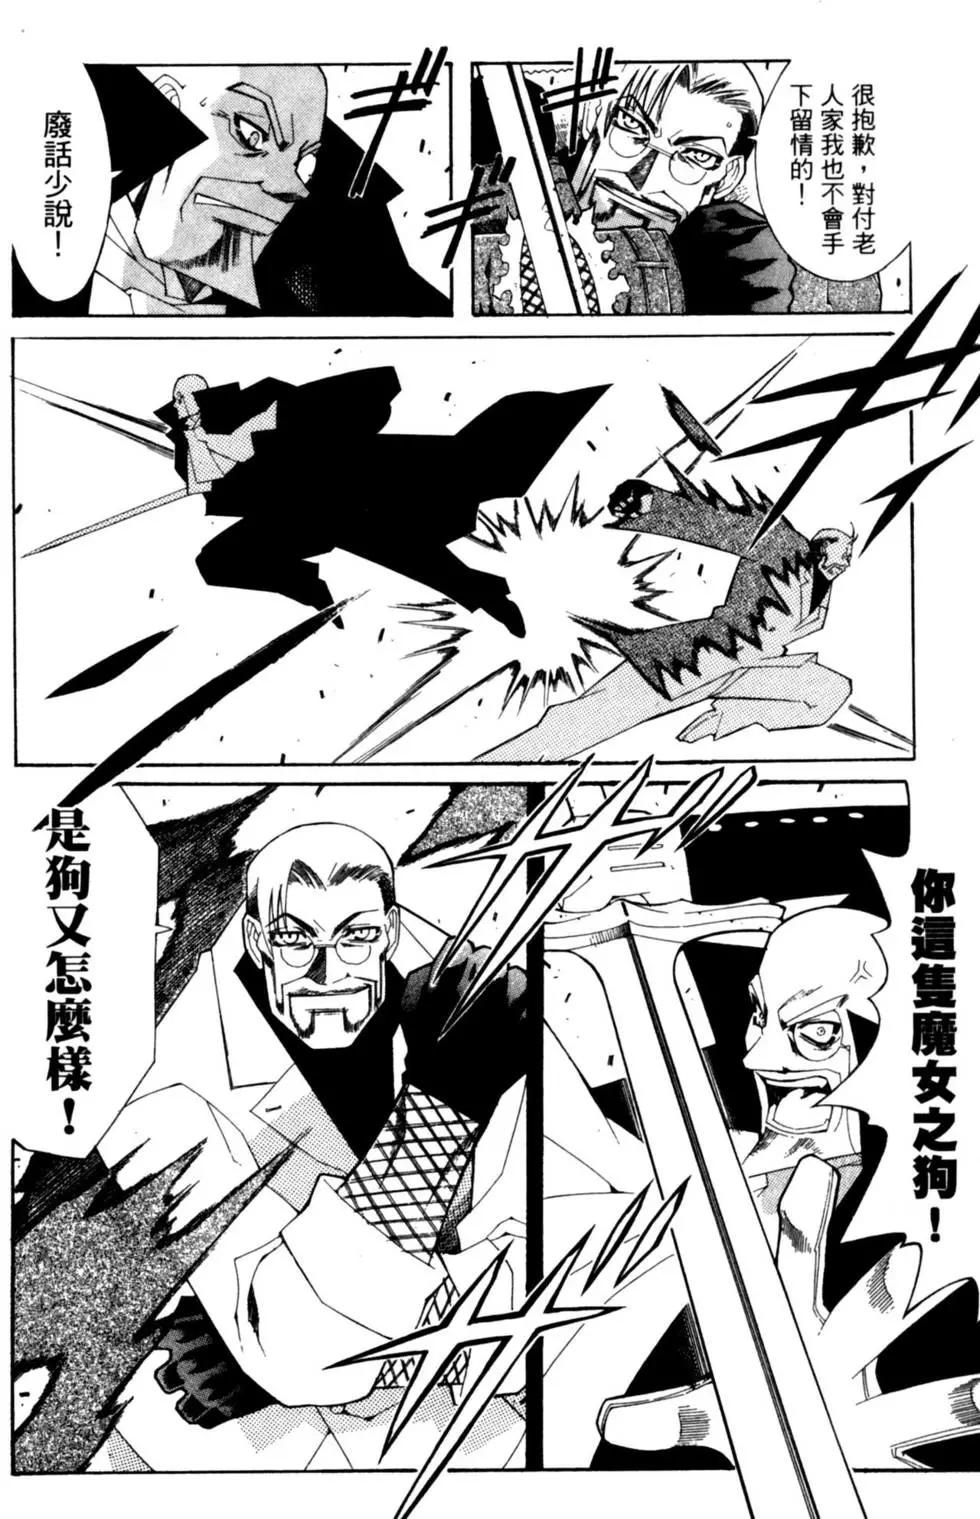 很抱歉，對付老
人家我也不會手
下留情的！
廢話少說！
你這隻魔女之狗！
是狗又怎麼樣！